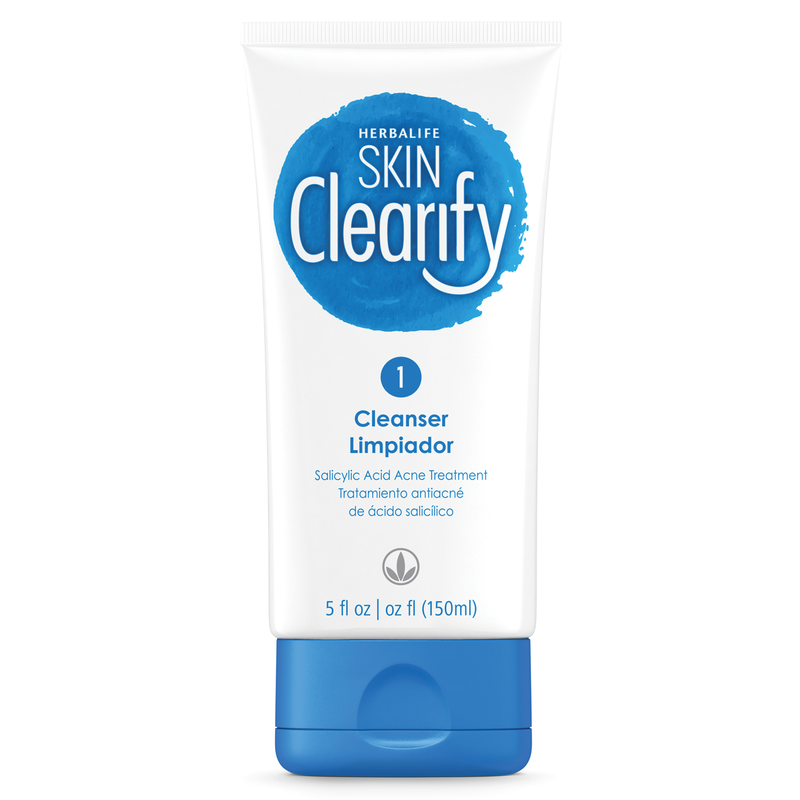 HERBALIFE
SKIN
Clearify
1
Cleanser
Limpiador
Salicylic Acid Acne Treatment
Tratamiento antiacné
de ácido salicílico
5 fl oz | oz fl (150ml)